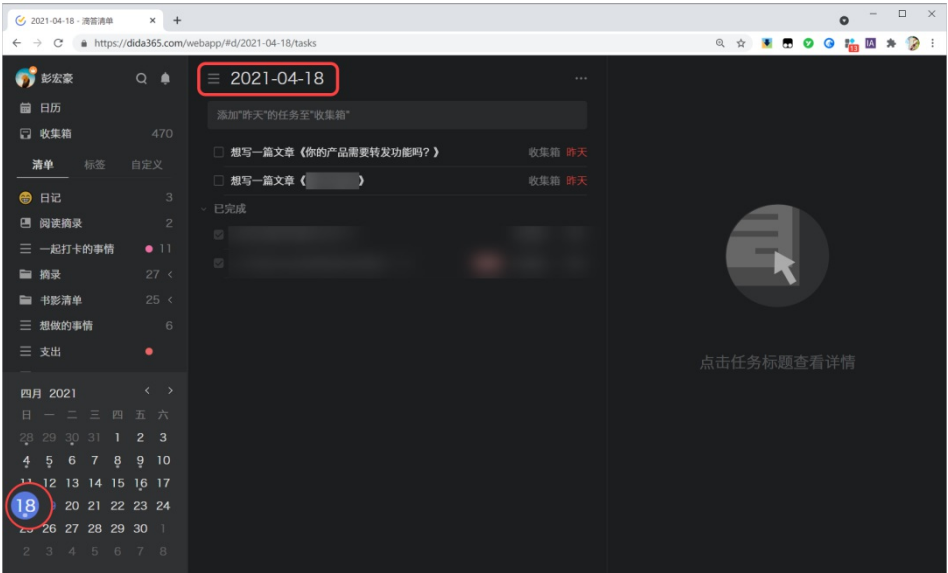 2021-04-18 - 滴答清单
https://dida365.com/webapp/#d/2021-04-18/tasks
13
IA
彭宏豪
日历
收集箱 470
清单 标签 自定义
日记 3
阅读摘录 2
一起打卡的事情 11
摘录 27
书影清单 25
想做的事情 6
支出
四月 2021
日 一 二 三 四 五 六
28 29 30 31 1 2 3
4 5 6 7 8 9 10
11 12 13 14 15 16 17
18 20 21 22 23 24
25 26 27 28 29 30 1
2 3 4 5 6 7 8
2021-04-18
添加"昨天"的任务至"收集箱"
想写一篇文章《你的产品需要转发功能吗？》 收集箱 昨天
想写一篇文章《 》 收集箱 昨天
已完成
点击任务标题查看详情